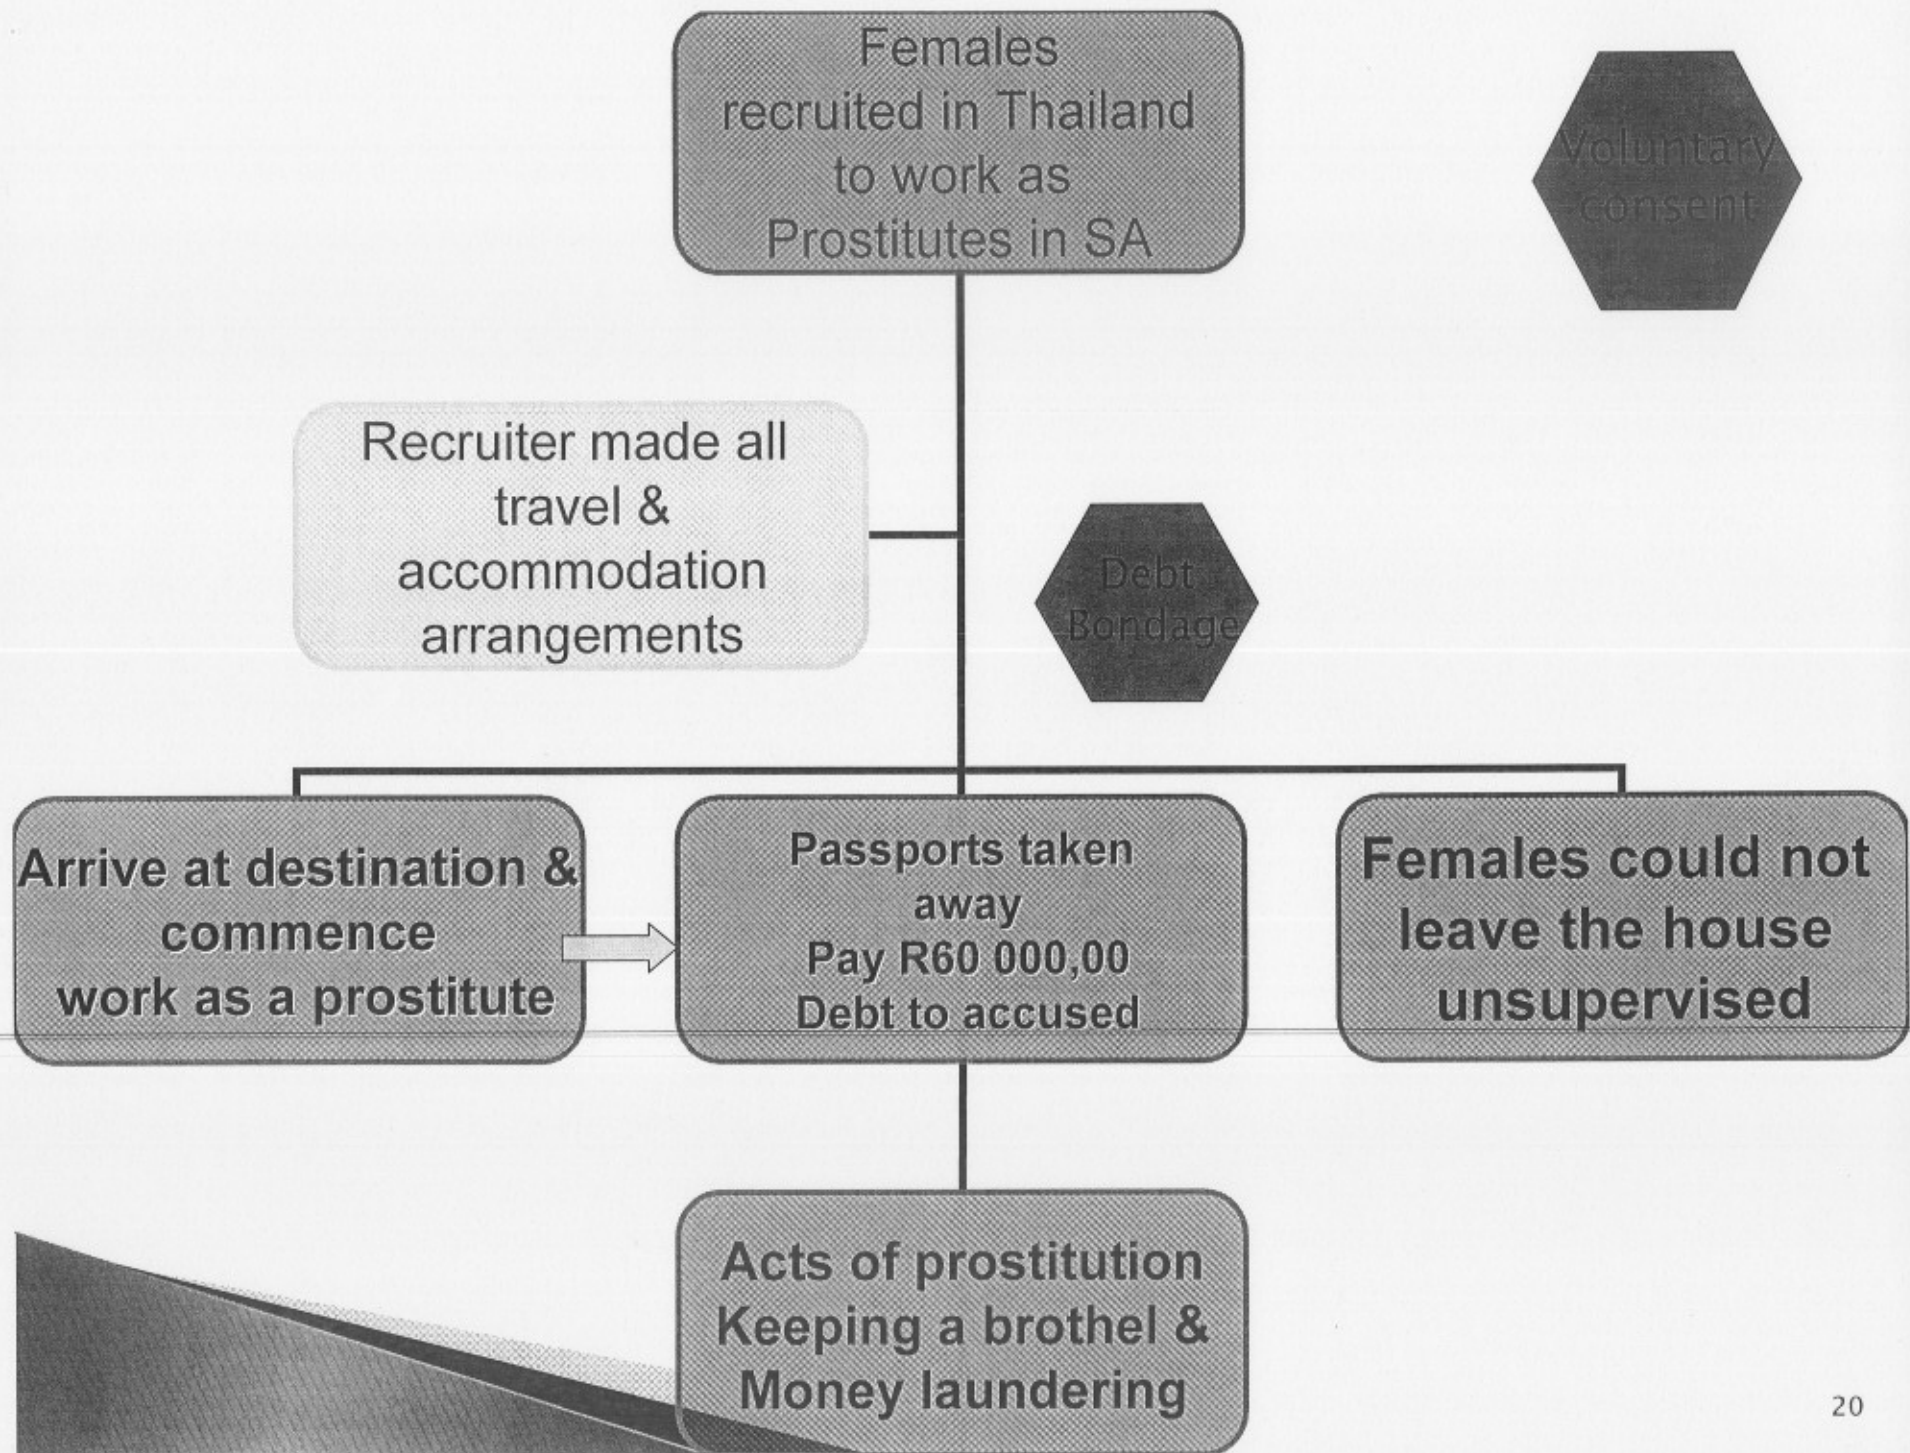 Females
recruited in Thailand
to work as
Prostitutes in SA
Voluntary
consent
Recruiter made all
travel &
accommodation
arrangements
Debt
Bondage
Arrive at destination &
commence
work as a prostitute
Passports taken
away
Pay R60 000,00
Debt to accused
Females could not
leave the house
unsupervised
Acts of prostitution
Keeping a brothel &
Money laundering
20